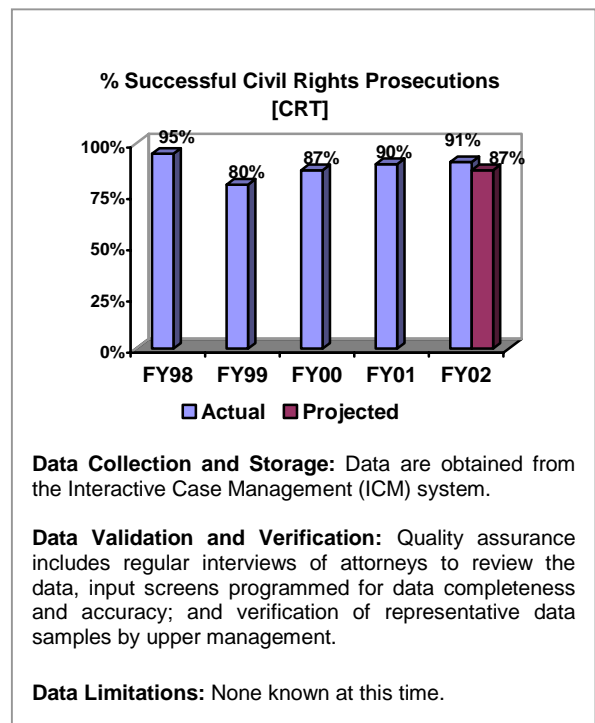 % Successful Civil Rights Prosecutions
[CRT]
95%
80%
87%
90%
91%
87%
100%
75%
50%
25%
0%
FY98 FY99 FY00 FY01 FY02
Actual Projected
Data Collection and Storage: Data are obtained from
the Interactive Case Management (ICM) system.
Data Validation and Verification: Quality assurance
includes regular interviews of attorneys to review the
data, input screens programmed for data completeness
and accuracy; and verification of representative data
samples by upper management.
Data Limitations: None known at this time.